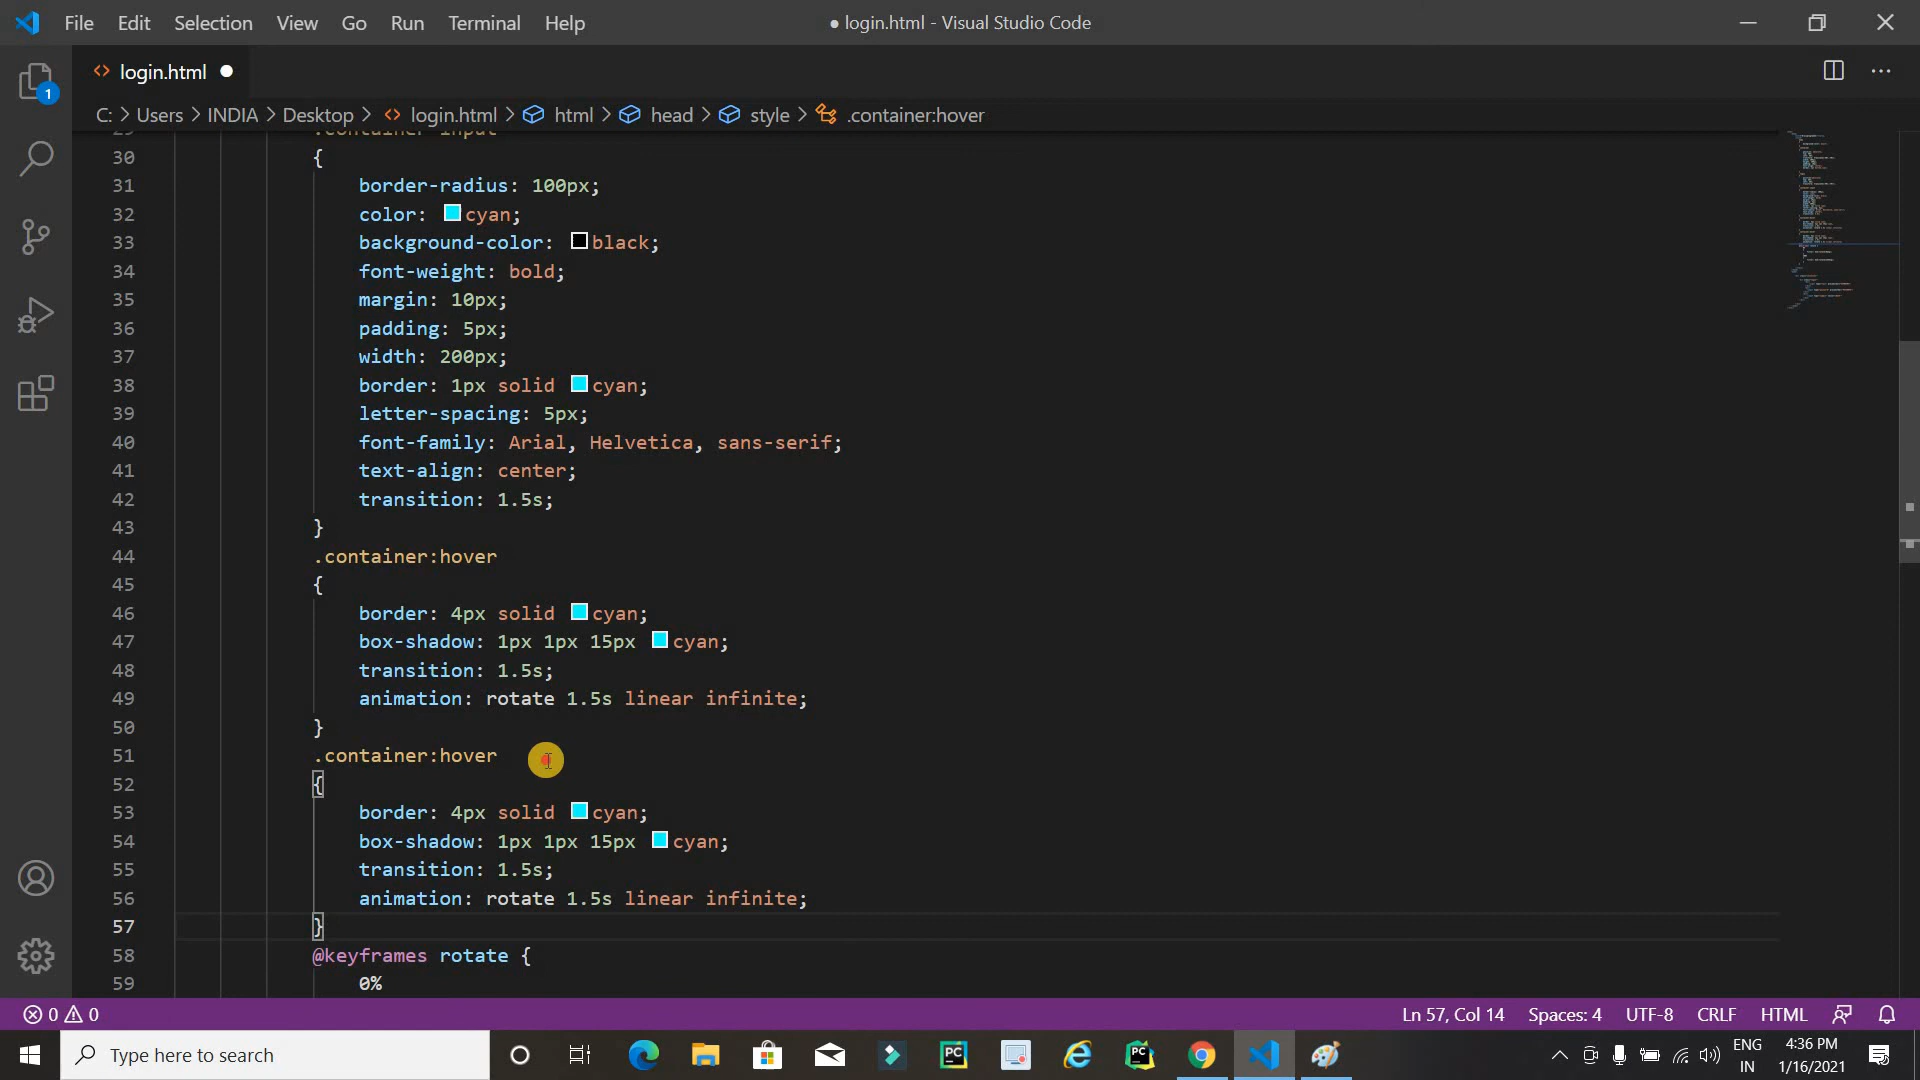 File Edit Selection View Go Run Terminal Help
● login.html - Visual Studio Code
<> login.html ●
C: > Users > INDIA > Desktop > <> login.html > html > head > style > .container:hover
1
29 .container input
30 {
31 border-radius: 100px;
32 color: cyan;
33 background-color: black;
34 font-weight: bold;
35 margin: 10px;
36 padding: 5px;
37 width: 200px;
38 border: 1px solid cyan;
39 letter-spacing: 5px;
40 font-family: Arial, Helvetica, sans-serif;
41 text-align: center;
42 transition: 1.5s;
43 }
44 .container:hover
45 {
46 border: 4px solid cyan;
47 box-shadow: 1px 1px 15px cyan;
48 transition: 1.5s;
49 animation: rotate 1.5s linear infinite;
50 }
51 .container:hover
52 {
53 border: 4px solid cyan;
54 box-shadow: 1px 1px 15px cyan;
55 transition: 1.5s;
56 animation: rotate 1.5s linear infinite;
57 }
58 @keyframes rotate {
59 0%
0 0 Ln 57, Col 14 Spaces: 4 UTF-8 CRLF HTML
Type here to search
PC PC
ENG
IN
4:36 PM
1/16/2021